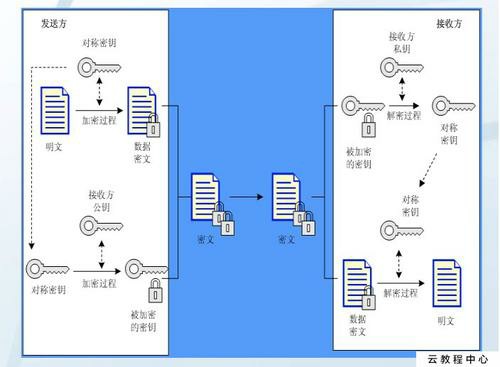 发送方
对称密钥
明文
加密过程
数据
密文
接收方
公钥
对称密钥
加密过程
被加密
的密钥
密文
密文
接收方
接收方
私钥
被加密
的密钥
解密过程
对称
密钥
对称
密钥
数据
密文
解密过程
明文
云教程中心